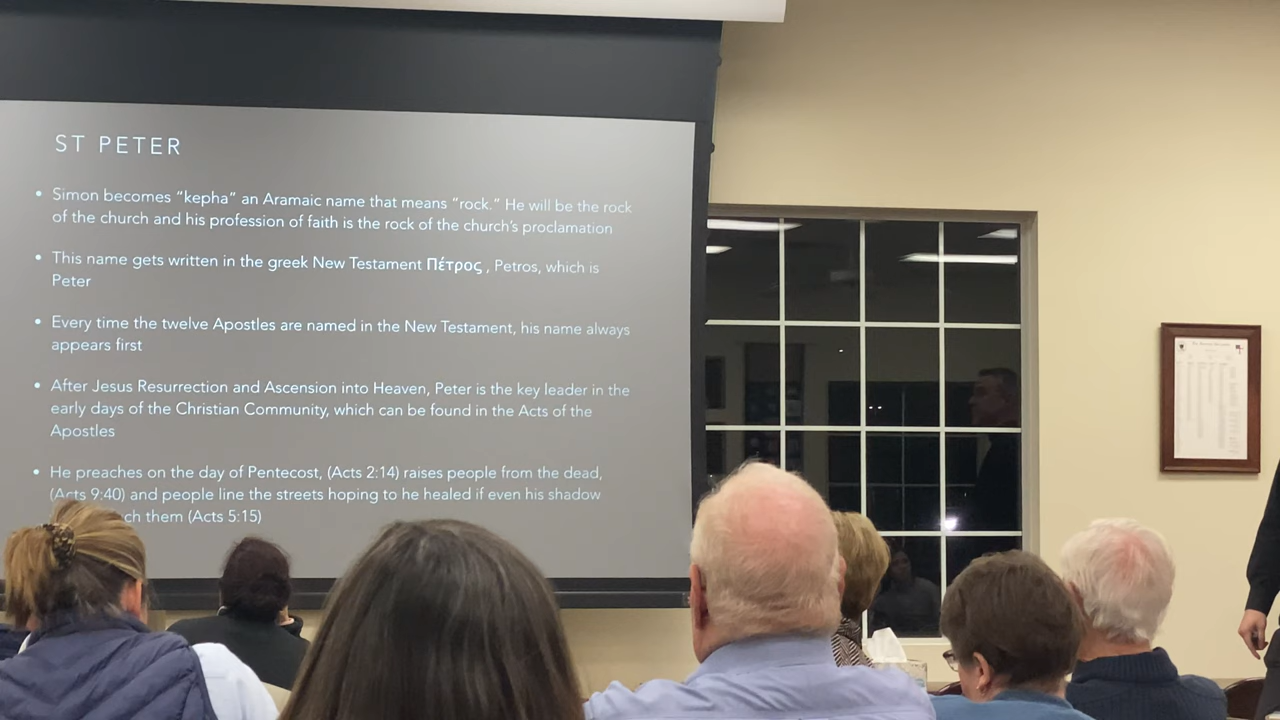 ST PETER
• Simon becomes “kepha” an Aramaic name that means “rock.” He will be the rock
of the church and his profession of faith is the rock of the church’s proclamation
• This name gets written in the greek New Testament Πέτρος , Petros, which is
Peter
• Every time the twelve Apostles are named in the New Testament, his name always
appears first
• After Jesus Resurrection and Ascension into Heaven, Peter is the key leader in the
early days of the Christian Community, which can be found in the Acts of the
Apostles
• He preaches on the day of Pentecost, (Acts 2:14) raises people from the dead,
(Acts 9:40) and people line the streets hoping to he healed if even his shadow
ch them (Acts 5:15)